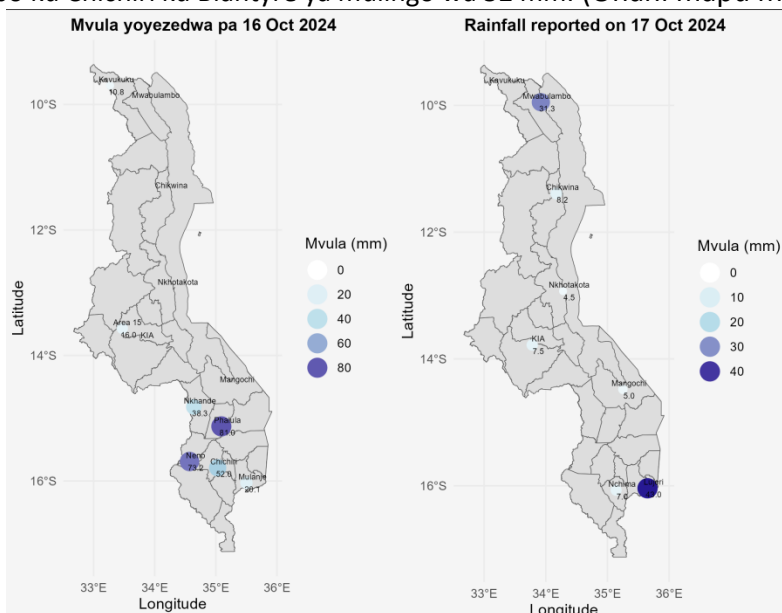 Mvula yoyezedwa pa 16 Oct 2024
Kavukuku
10.8
Mwabulambo
10°S
Chikwina
12°S
Nkhotakota
Area 15
16.0
KIA
14°S
Mangochi
Nkhande
38.3
Phalula
81.0
Neno
73.2
Chichiri
52.0
Mulanje
20.1
16°S
33°E 34°E 35°E 36°E
Longitude
Latitude
Mvula (mm)
0
20
40
60
80
Rainfall reported on 17 Oct 2024
Kavukuku
Mwabulambo
31.3
10°S
Chikwina
8.2
12°S
Nkhotakota
4.5
KIA
7.5
14°S
Mangochi
5.0
Nchima
7.0
16°S
33°E 34°E 35°E 36°E
Longitude
Latitude
Mvula (mm)
0
10
20
30
40